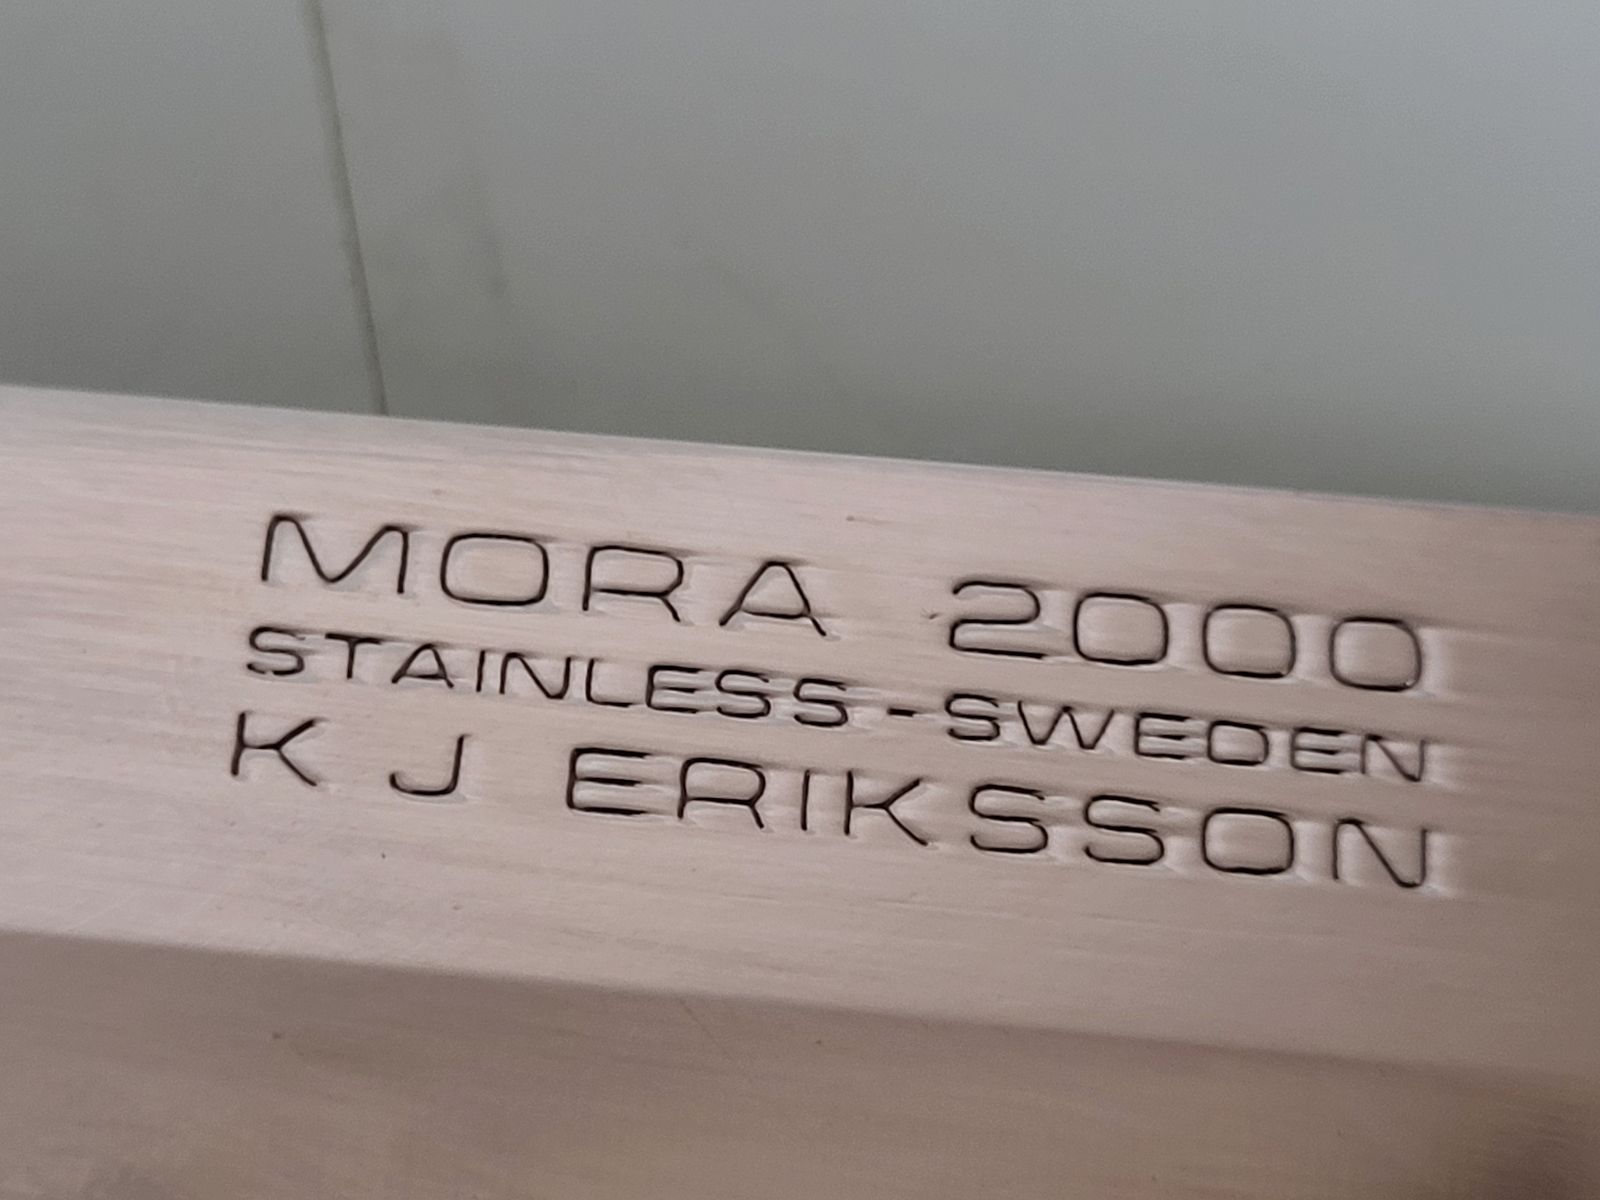 MORA 2000
STAINLESS-SWEDEN
K J ERIKSSON